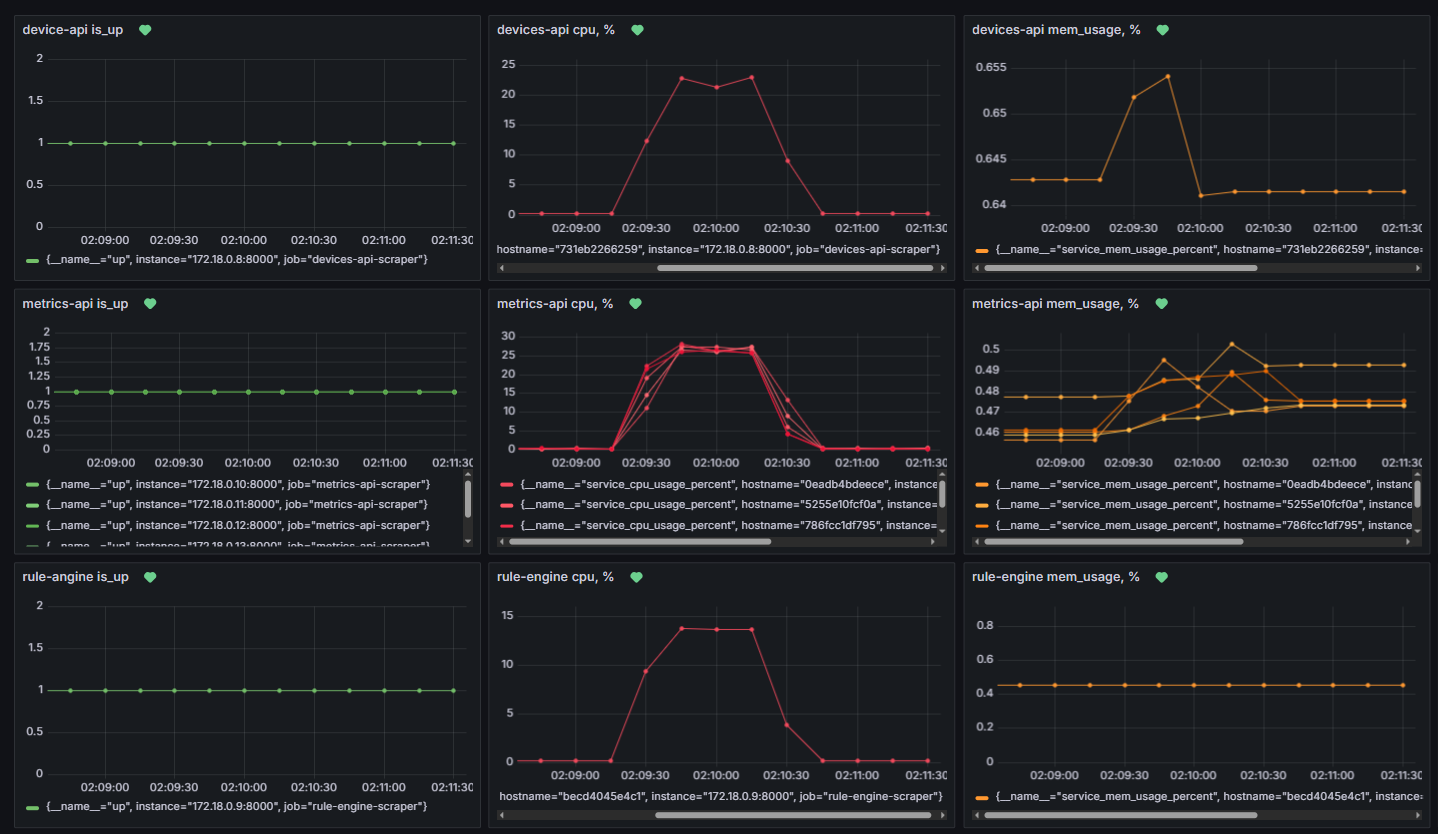 device-api is_up
2
1.5
1
0.5
0
02:09:00 02:09:30 02:10:00 02:10:30 02:11:00 02:11:30
{__name__="up", instance="172.18.0.8:8000", job="devices-api-scraper"}
devices-api cpu, %
25
20
15
10
5
0
02:09:00 02:09:30 02:10:00 02:10:30 02:11:00 02:11:30
hostname="731eb2266259", instance="172.18.0.8:8000", job="devices-api-scraper"}
devices-api mem_usage, %
0.655
0.65
0.645
0.64
02:09:00 02:09:30 02:10:00 02:10:30 02:11:00 02:11:30
{__name__="service_mem_usage_percent", hostname="731eb2266259", instance=
metrics-api is_up
2
1.75
1.5
1.25
1
0.75
0.5
0.25
0
02:09:00 02:09:30 02:10:00 02:10:30 02:11:00 02:11:30
{__name__="up", instance="172.18.0.10:8000", job="metrics-api-scraper"}
{__name__="up", instance="172.18.0.11:8000", job="metrics-api-scraper"}
{__name__="up", instance="172.18.0.12:8000", job="metrics-api-scraper"}
{__name__="up", instance="172.18.0.13:8000", job="metrics-api-scraper"}
metrics-api cpu, %
30
25
20
15
10
5
0
02:09:00 02:09:30 02:10:00 02:10:30 02:11:00 02:11:30
{__name__="service_cpu_usage_percent", hostname="0eadb4bdeece", instance
{__name__="service_cpu_usage_percent", hostname="5255e10fcf0a", instance=
{__name__="service_cpu_usage_percent", hostname="786fcc1df795", instance=
metrics-api mem_usage, %
0.5
0.49
0.48
0.47
0.46
02:09:00 02:09:30 02:10:00 02:10:30 02:11:00 02:11:30
{__name__="service_mem_usage_percent", hostname="0eadb4bdeece", instanc
{__name__="service_mem_usage_percent", hostname="5255e10fcf0a", instance
{__name__="service_mem_usage_percent", hostname="786fcc1df795", instance
rule-angine is_up
2
1.5
1
0.5
0
02:09:00 02:09:30 02:10:00 02:10:30 02:11:00 02:11:30
{__name__="up", instance="172.18.0.9:8000", job="rule-engine-scraper"}
rule-engine cpu, %
15
10
5
0
02:09:00 02:09:30 02:10:00 02:10:30 02:11:00 02:11:30
hostname="becd4045e4c1", instance="172.18.0.9:8000", job="rule-engine-scraper"}
rule-engine mem_usage, %
0.8
0.6
0.4
0.2
0
02:09:00 02:09:30 02:10:00 02:10:30 02:11:00 02:11:30
{__name__="service_mem_usage_percent", hostname="becd4045e4c1", instance=